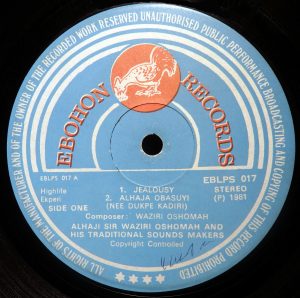 ALL RIGHTS OF THE MANUFACTURER AND OF THE OWNER OF THE RECORDED WORK RESERVED UNAUTHORISED PUBLIC PERFORMANCE BROADCASTING AND COPYING OF THIS RECORD PROHIBITED
EBOHON RECORDS
EBLPS 017 A
EBLPS 017
STEREO
(P) 1981
Highlife
Ekperi
SIDE ONE
1. JEALOUSY
2. ALHAJA OBASUYI
(NEE DUKPE KADIRI)
Composer: WAZIRI OSHOMAH
ALHAJI SIR WAZIRI OSHOMAH AND
HIS TRADITIONAL SOUNDS MAKERS
Copyright Controlled